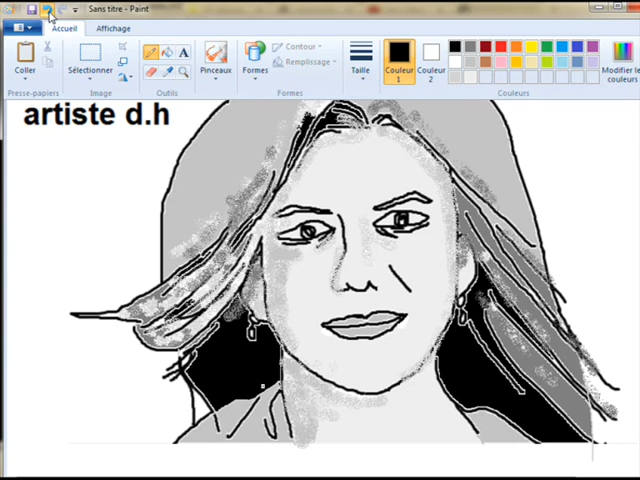 Sans titre - Paint
Accueil
Affichage
Coller
Sélectionner
Pinceaux
Formes
Contour
Remplissage
Taille
Couleur 1
Couleur 2
Modifier les couleurs
Presse-papiers
Image
Outils
Formes
Couleurs
artiste d.h